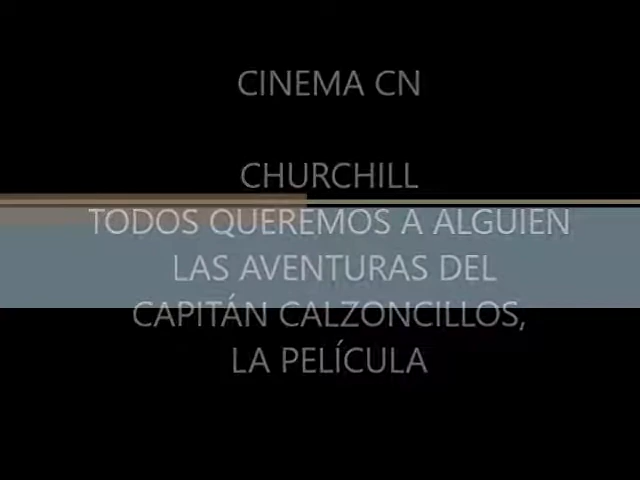 CINEMA CN
CHURCHILL
TODOS QUEREMOS A ALGUIEN
LAS AVENTURAS DEL
CAPITÁN CALZONCILLOS,
LA PELÍCULA